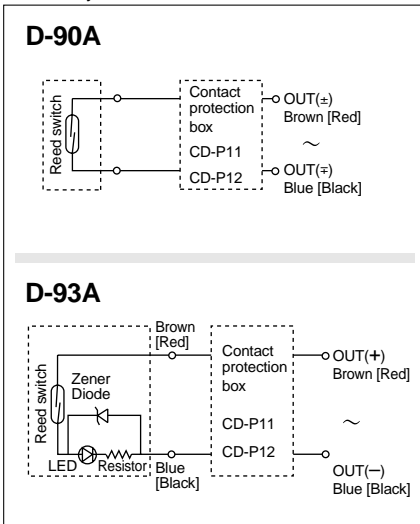 D-90A
Reed switch
Contact
protection
box
CD-P11
CD-P12
OUT(±)
Brown [Red]
~
OUT(∓)
Blue [Black]
D-93A
Reed switch
Zener
Diode
LED
Resistor
Brown
[Red]
Blue
[Black]
Contact
protection
box
CD-P11
CD-P12
OUT(+)
Brown [Red]
~
OUT(−)
Blue [Black]